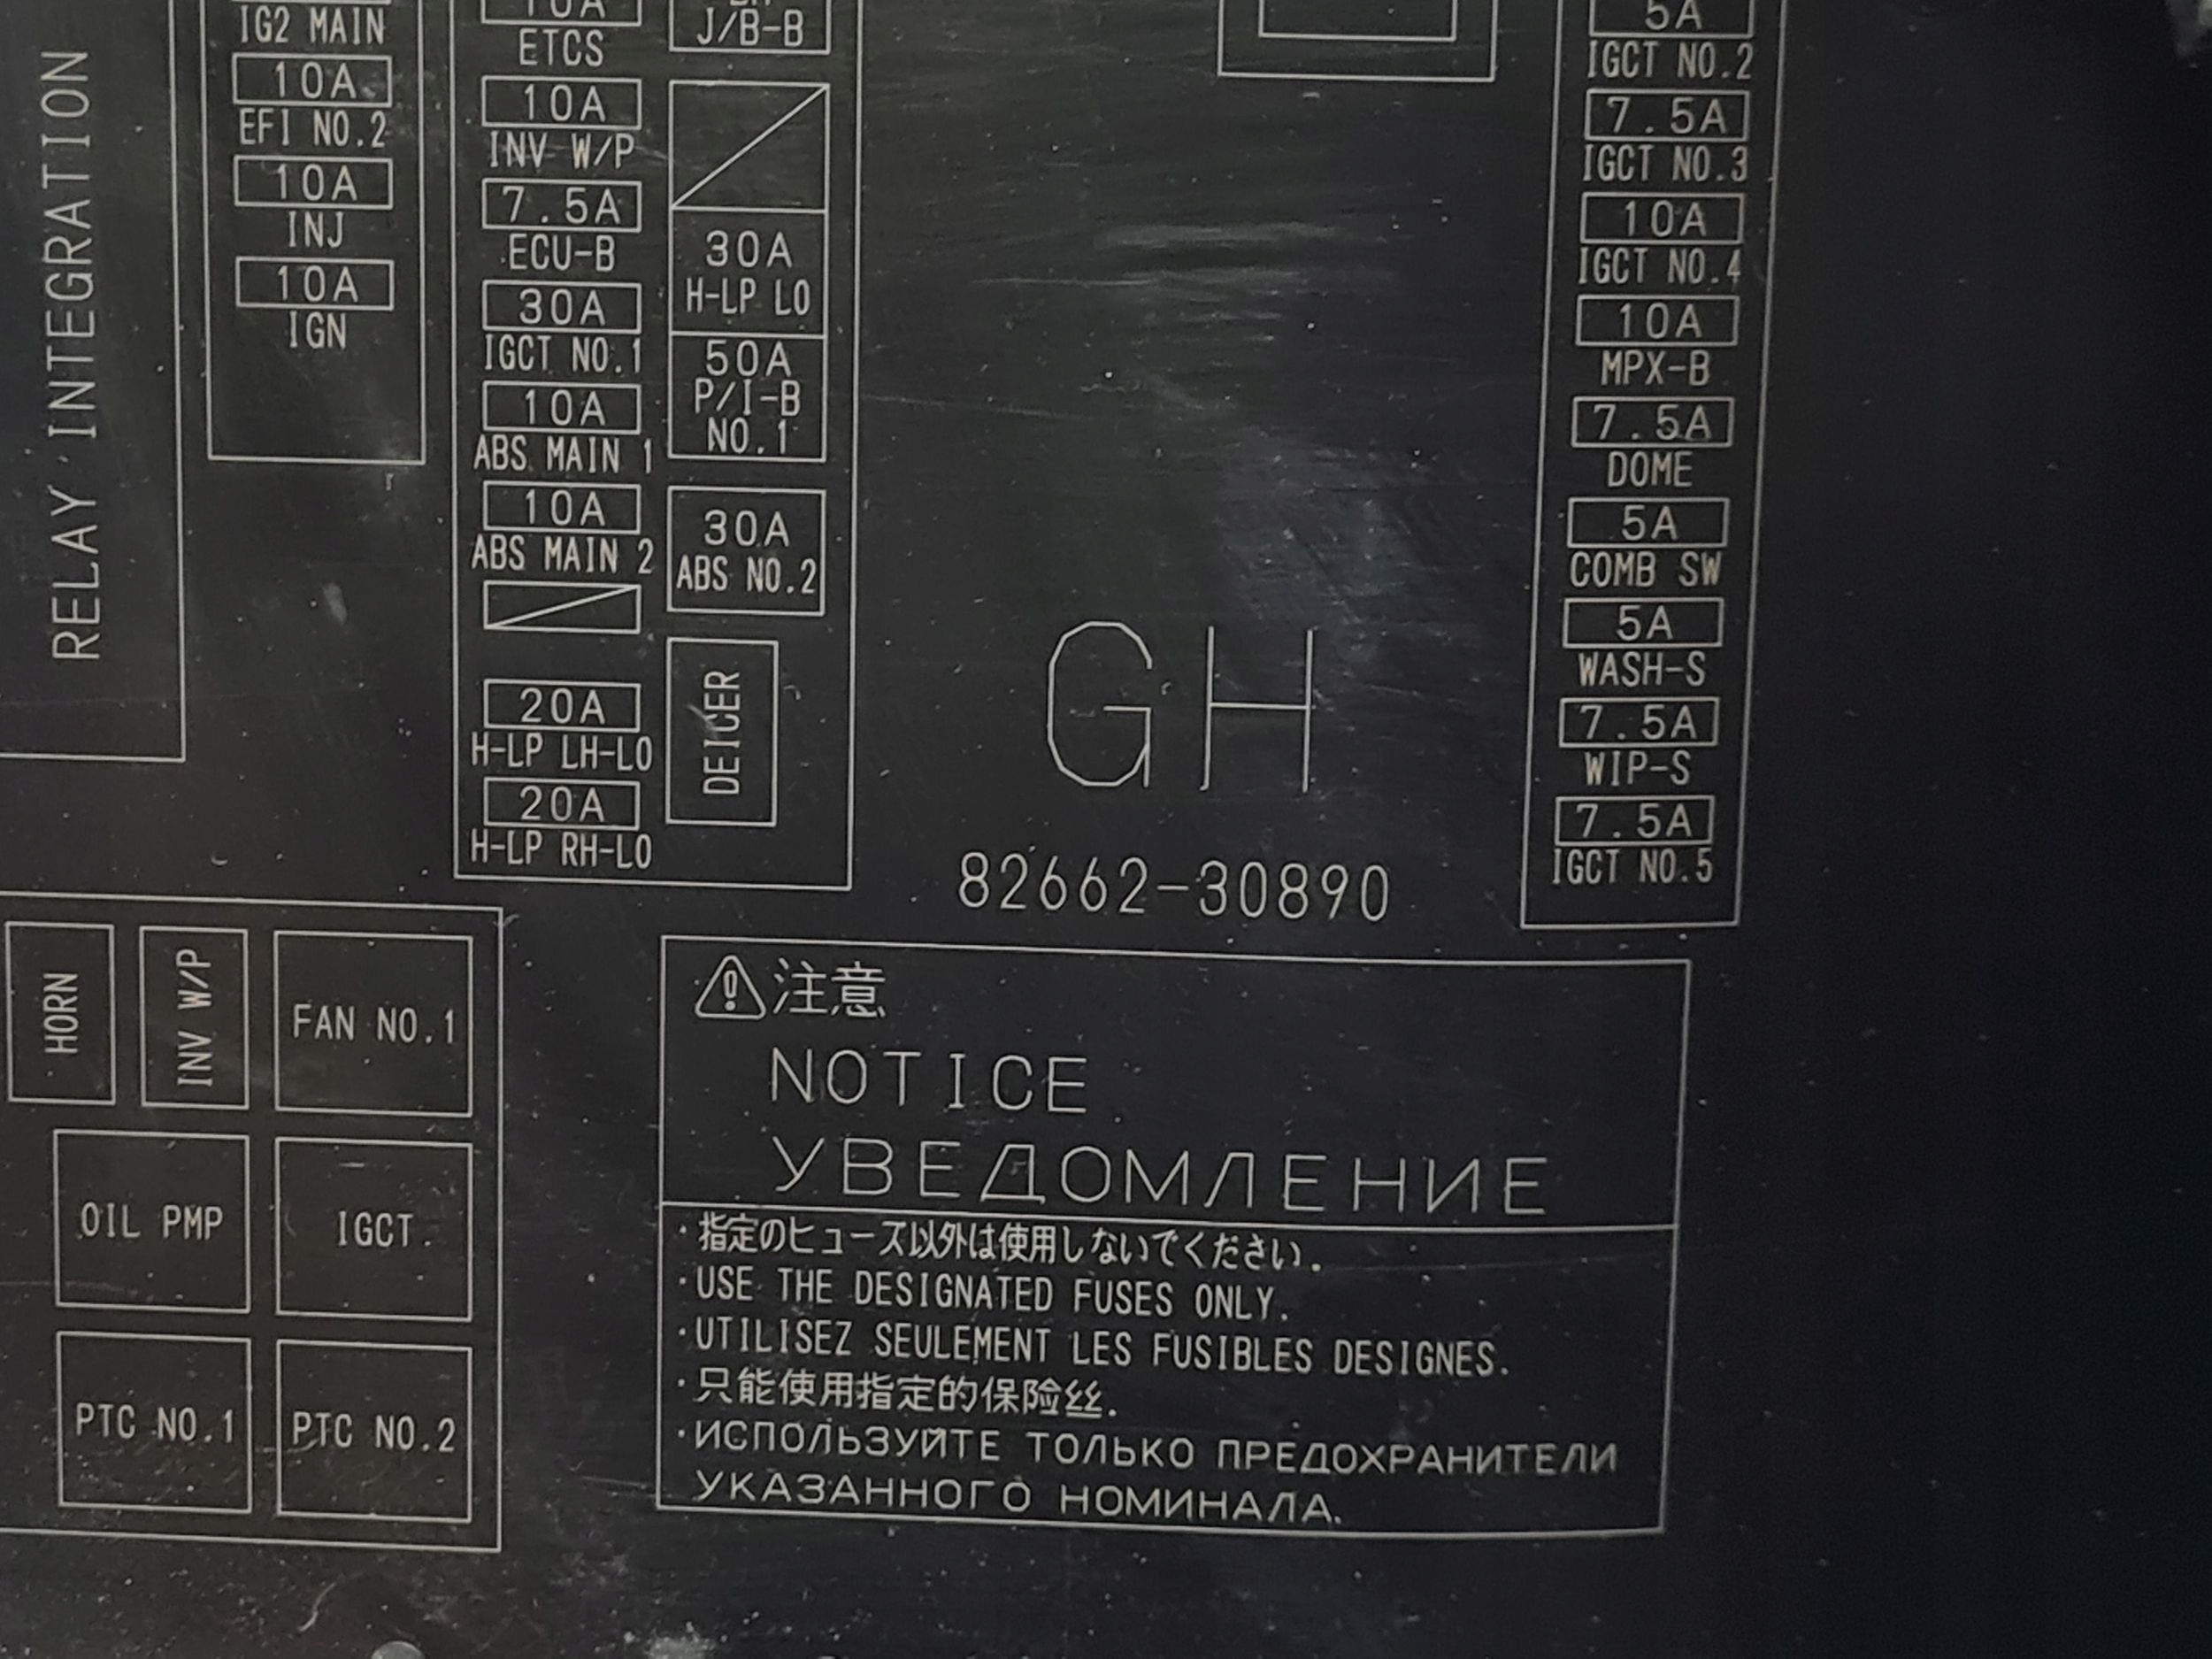 RELAY INTEGRATION
IG2 MAIN
10A
EFI NO.2
10A
INJ
10A
IGN
10A
ETCS
10A
INV W/P
7.5A
ECU-B
30A
IGCT NO.1
10A
ABS MAIN 1
10A
ABS MAIN 2
20A
H-LP LH-LO
20A
H-LP RH-LO
J/B-B
30A
H-LP LO
50A
P/I-B
NO.1
30A
ABS NO.2
DEICER
GH
82662-30890
5A
IGCT NO.2
7.5A
IGCT NO.3
10A
IGCT NO.4
10A
MPX-B
7.5A
DOME
5A
COMB SW
5A
WASH-S
7.5A
WIP-S
7.5A
IGCT NO.5
HORN
INV W/P
FAN NO.1
OIL PMP
IGCT
PTC NO.1
PTC NO.2
注意
NOTICE
УВЕДОМЛЕНИЕ
・指定のヒューズ以外は使用しないでください.
・USE THE DESIGNATED FUSES ONLY.
・UTILISEZ SEULEMENT LES FUSIBLES DESIGNES.
・只能使用指定的保险丝.
・ИСПОЛЬЗУЙТЕ ТОЛЬКО ПРЕДОХРАНИТЕЛИ
УКАЗАННОГО НОМИНАЛА.